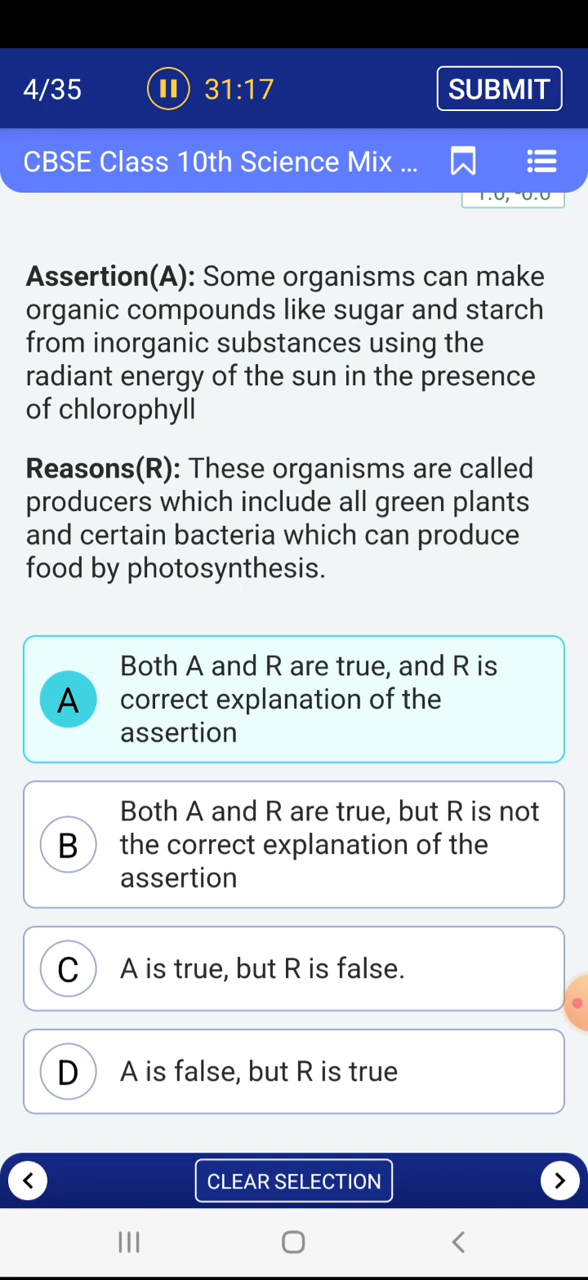 4/35
31:17
SUBMIT
CBSE Class 10th Science Mix ...
Assertion(A): Some organisms can make
organic compounds like sugar and starch
from inorganic substances using the
radiant energy of the sun in the presence
of chlorophyll
Reasons(R): These organisms are called
producers which include all green plants
and certain bacteria which can produce
food by photosynthesis.
A
Both A and R are true, and R is
correct explanation of the
assertion
B
Both A and R are true, but R is not
the correct explanation of the
assertion
C
A is true, but R is false.
D
A is false, but R is true
CLEAR SELECTION